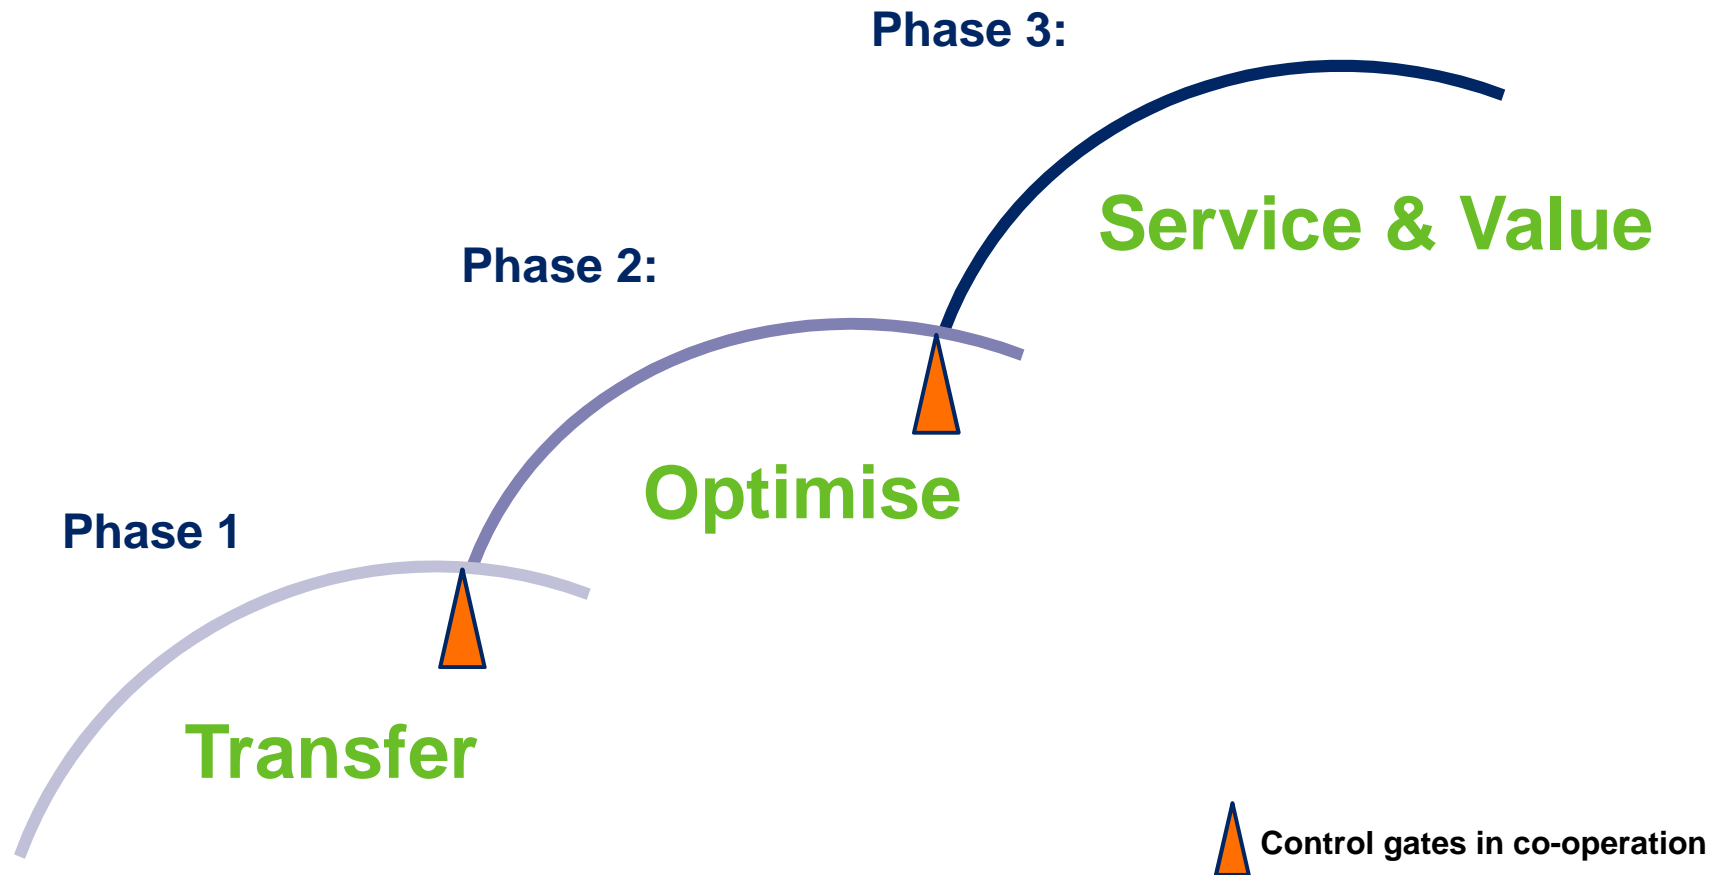 Phase 3:
Service & Value
Phase 2:
Optimise
Phase 1
Transfer
Control gates in co-operation